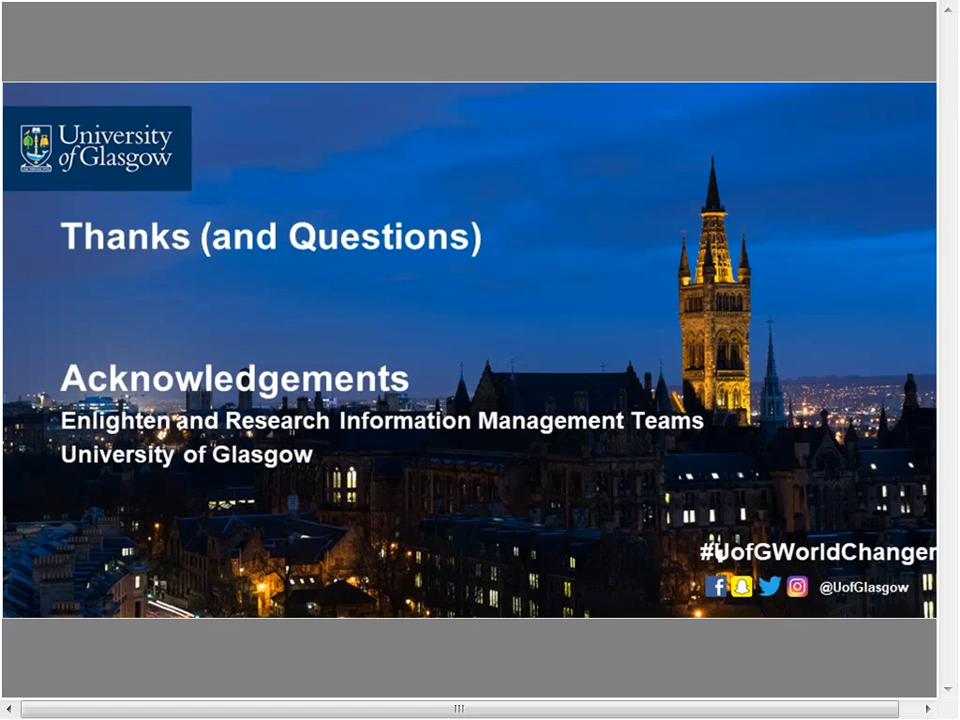 University
of Glasgow
Thanks (and Questions)
Acknowledgements
Enlighten and Research Information Management Teams
University of Glasgow
#UofGWorldChanger
@UofGlasgow